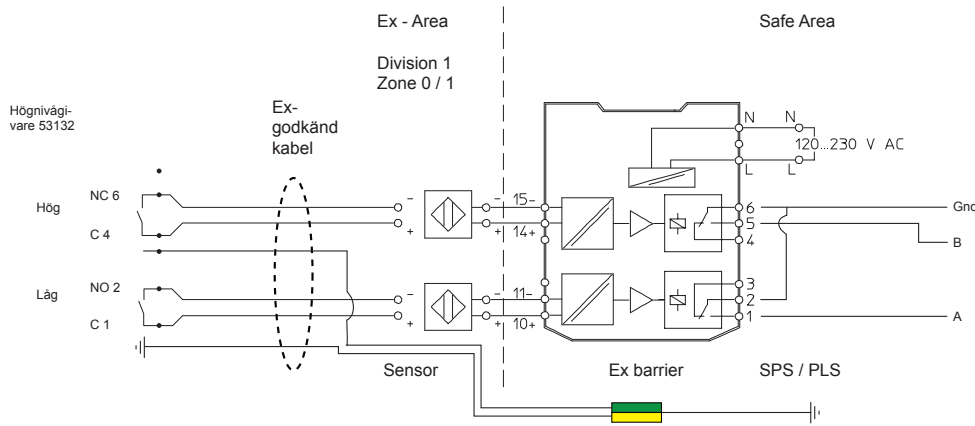 Ex - Area
Safe Area
Division 1
Zone 0 / 1
Högnivågi-
vare 53132
Ex-
godkänd
kabel
N N
120...230 V AC
L L
Hög
NC 6
C 4
- - 15-
+ + 14+
6
5
4
Gnd
B
Låg
NO 2
C 1
- - 11-
+ + 10+
3
2
1
A
Sensor
Ex barrier
SPS / PLS